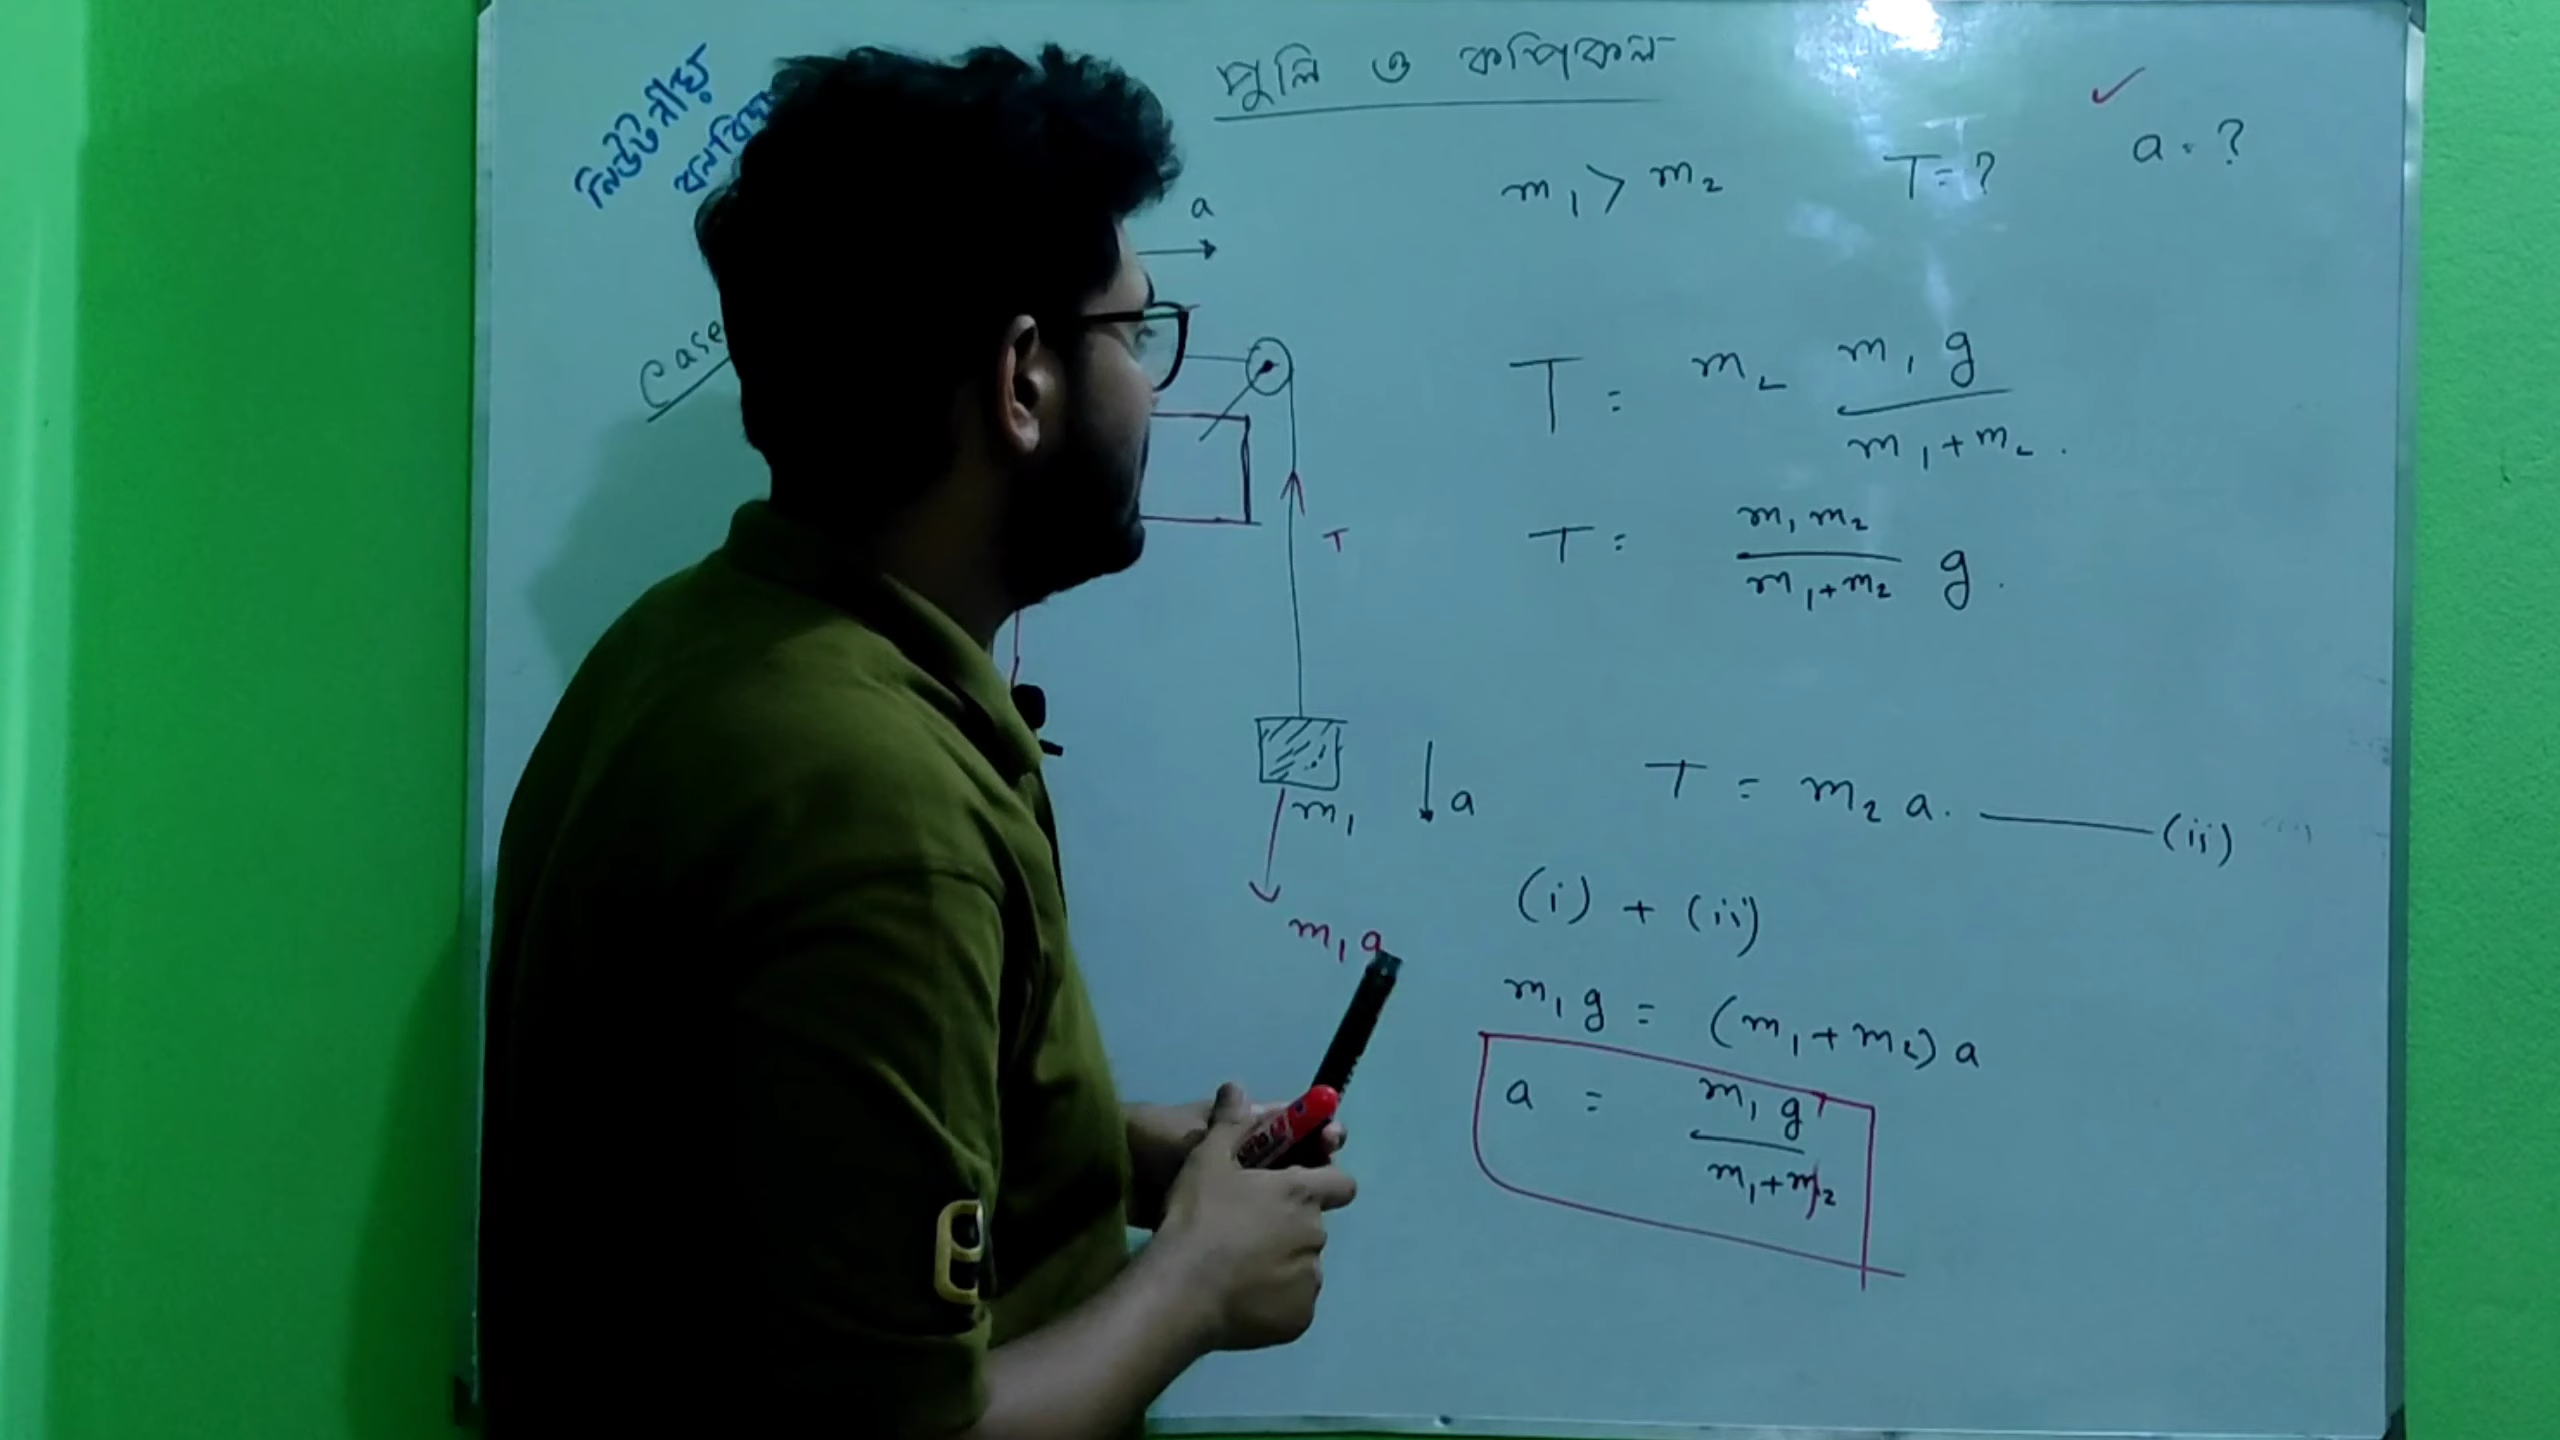 পুলি ও কপিকল
নিউটনীয়
m₁ > m₂ T = ? a = ?
Case
a
T = m₂ m₁g / m₁+m₂
T = m₁m₂ / m₁+m₂ g
T
m₁
a
T = m₂a. (ii)
(i) + (ii)
m₁g = (m₁+m₂)a
a = m₁g / m₁+m₂